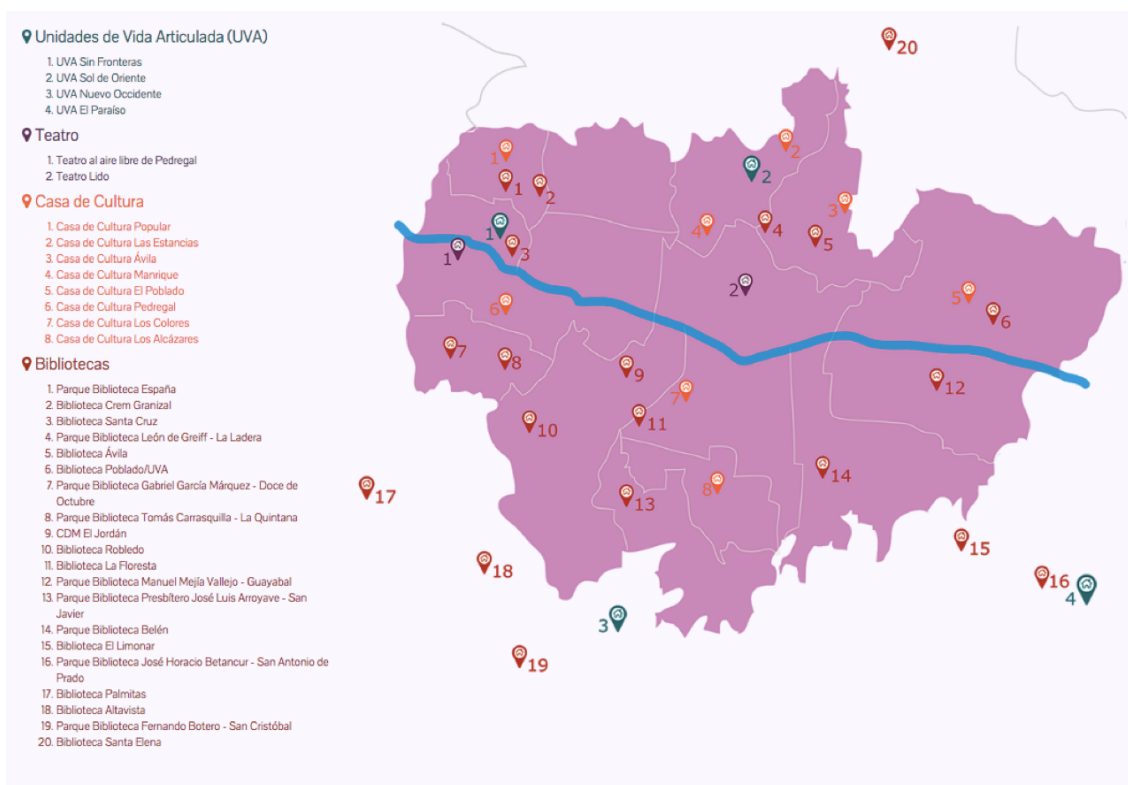 Unidades de Vida Articulada (UVA)
1. UVA Sin Fronteras
2. UVA Sol de Oriente
3. UVA Nuevo Occidente
4. UVA El Paraíso
Teatro
1. Teatro al aire libre de Pedregal
2. Teatro Lido
Casa de Cultura
1. Casa de Cultura Popular
2. Casa de Cultura Las Estancias
3. Casa de Cultura Ávila
4. Casa de Cultura Manrique
5. Casa de Cultura El Poblado
6. Casa de Cultura Pedregal
7. Casa de Cultura Los Colores
8. Casa de Cultura Los Alcázares
Bibliotecas
1. Parque Biblioteca España
2. Biblioteca Crem Granizal
3. Biblioteca Santa Cruz
4. Parque Biblioteca León de Greiff - La Ladera
5. Biblioteca Ávila
6. Biblioteca Poblado/UVA
7. Parque Biblioteca Gabriel García Márquez - Doce de
Octubre
8. Parque Biblioteca Tomás Carrasquilla - La Quintana
9. CDM El Jordán
10. Biblioteca Robledo
11. Biblioteca La Floresta
12. Parque Biblioteca Manuel Mejía Vallejo - Guayabal
13. Parque Biblioteca Presbítero José Luis Arroyave - San
Javier
14. Parque Biblioteca Belén
15. Biblioteca El Limonar
16. Parque Biblioteca José Horacio Betancur - San Antonio de
Prado
17. Biblioteca Palmitas
18. Biblioteca Altavista
19. Parque Biblioteca Fernando Botero - San Cristóbal
20. Biblioteca Santa Elena
20
1
2
1
2
2
3
1
4
4
5
1
3
2
5
6
6
7
8
9
12
7
10
11
14
8
13
17
15
18
16
4
3
19